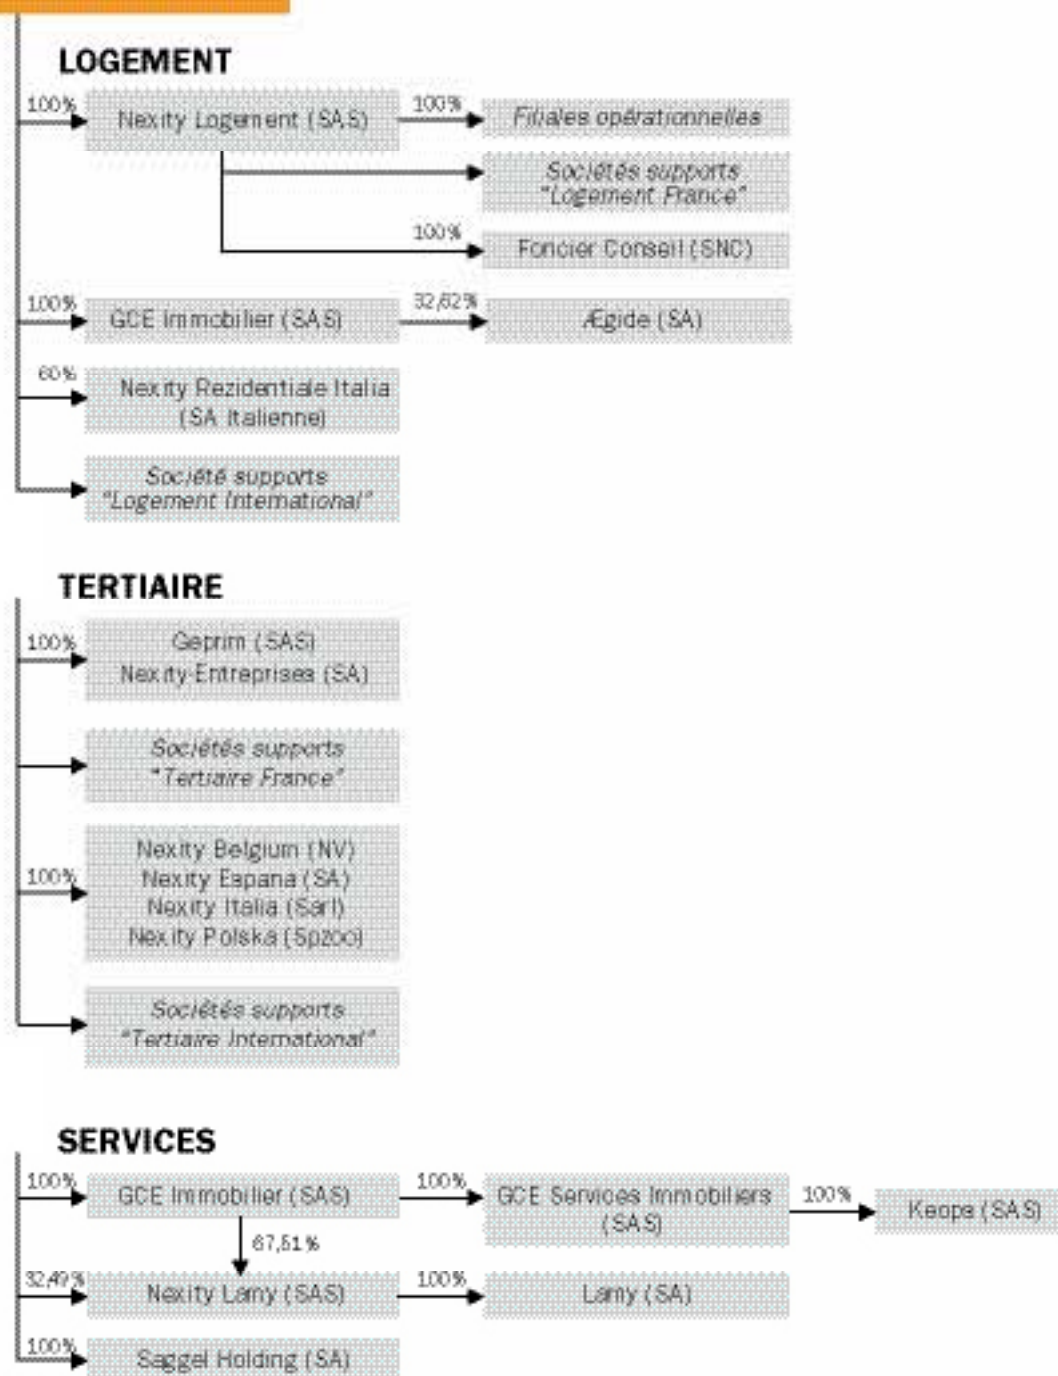 LOGEMENT
100%
Nexity Logement (SAS)
100%
Filiales opérationnelles
Sociétés supports
"Logement France"
100%
Foncier Conseil (SNC)
100%
GCE Immobilier (SAS)
32,82%
Ægide (SA)
60%
Nexity Rezidentiale Italia
(SA Italienne)
Société supports
"Logement International"
TERTIAIRE
100%
Geprim (SAS)
Nexity-Entreprises (SA)
Sociétés supports
"Tertiaire France"
100%
Nexity Belgium (NV)
Nexity Espana (SA)
Nexity Italia (Sarl)
Nexity Polska (Spzoo)
Sociétés supports
"Tertiaire International"
SERVICES
100%
GCE Immobilier (SAS)
100%
GCE Services Immobiliers
(SAS)
100%
Keops (SAS)
67,51%
32,49%
Nexity Lamy (SAS)
100%
Lamy (SA)
100%
Saggel Holding (SA)